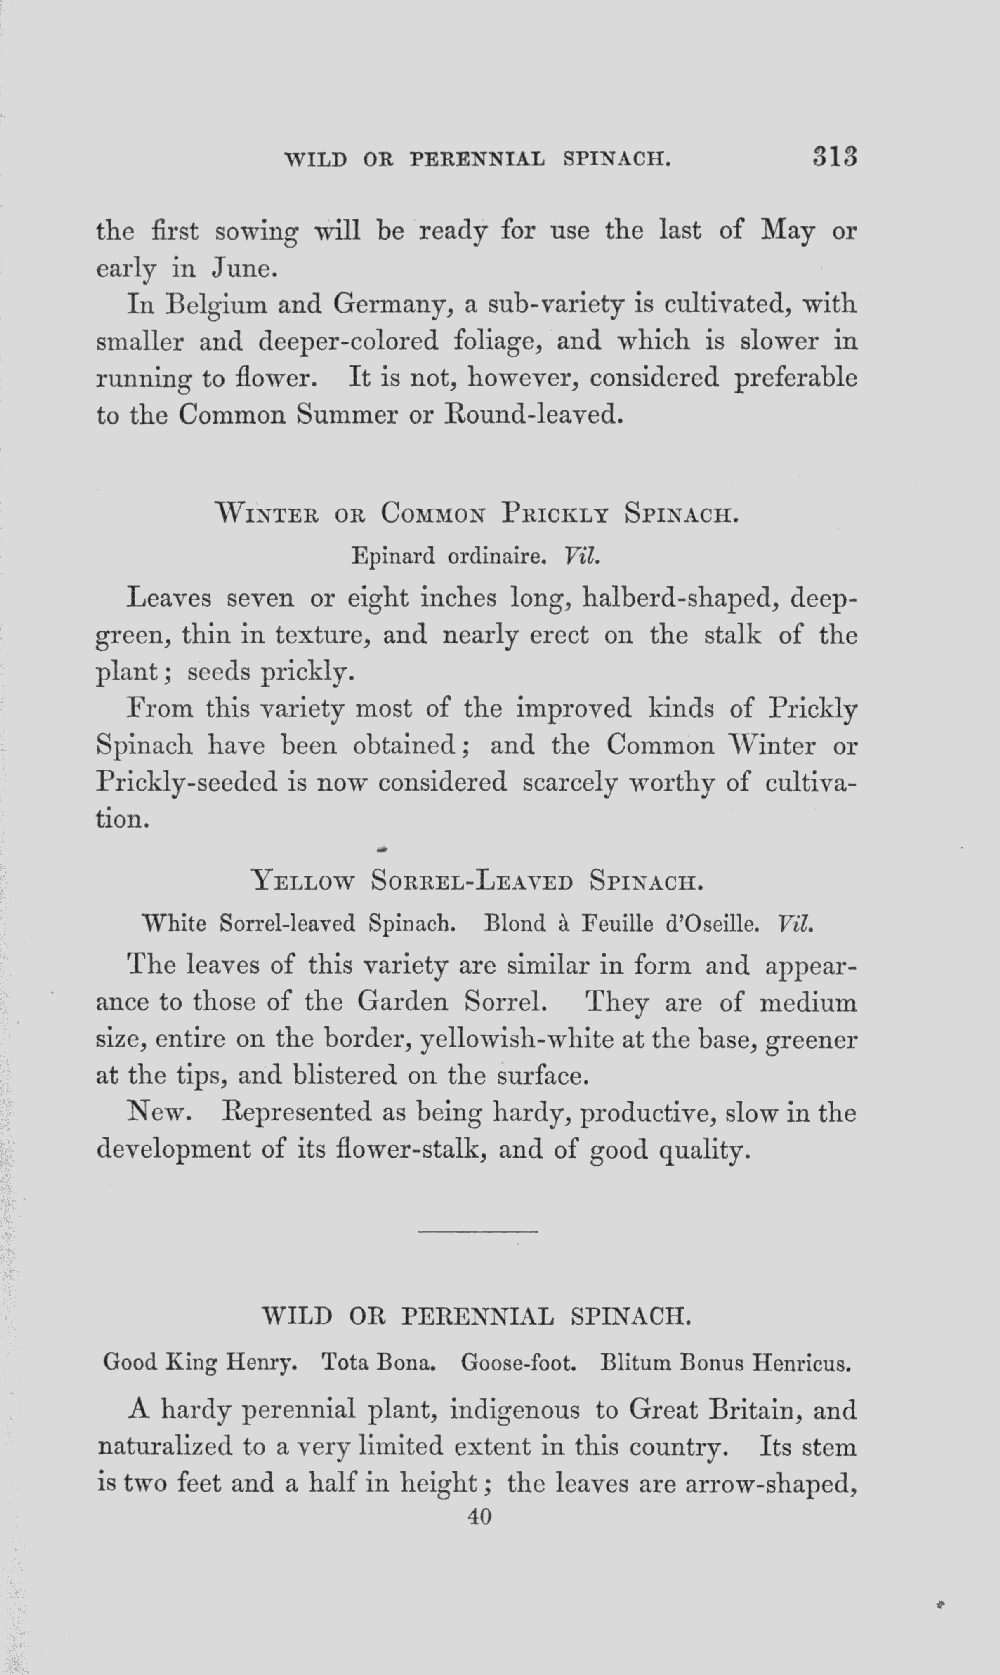 WILD OR PERENNIAL SPINACH. 313
the first sowing will be ready for use the last of May or
early in June.
In Belgium and Germany, a sub-variety is cultivated, with
smaller and deeper-colored foliage, and which is slower in
running to flower. It is not, however, considered preferable
to the Common Summer or Round-leaved.
WINTER OR COMMON PRICKLY SPINACH.
Epinard ordinaire. Vil.
Leaves seven or eight inches long, halberd-shaped, deep-
green, thin in texture, and nearly erect on the stalk of the
plant; seeds prickly.
From this variety most of the improved kinds of Prickly
Spinach have been obtained; and the Common Winter or
Prickly-seeded is now considered scarcely worthy of cultiva-
tion.
YELLOW SORREL-LEAVED SPINACH.
White Sorrel-leaved Spinach. Blond à Feuille d'Oseille. Vil.
The leaves of this variety are similar in form and appear-
ance to those of the Garden Sorrel. They are of medium
size, entire on the border, yellowish-white at the base, greener
at the tips, and blistered on the surface.
New. Represented as being hardy, productive, slow in the
development of its flower-stalk, and of good quality.
WILD OR PERENNIAL SPINACH.
Good King Henry. Tota Bona. Goose-foot. Blitum Bonus Henricus.
A hardy perennial plant, indigenous to Great Britain, and
naturalized to a very limited extent in this country. Its stem
is two feet and a half in height; the leaves are arrow-shaped,
40